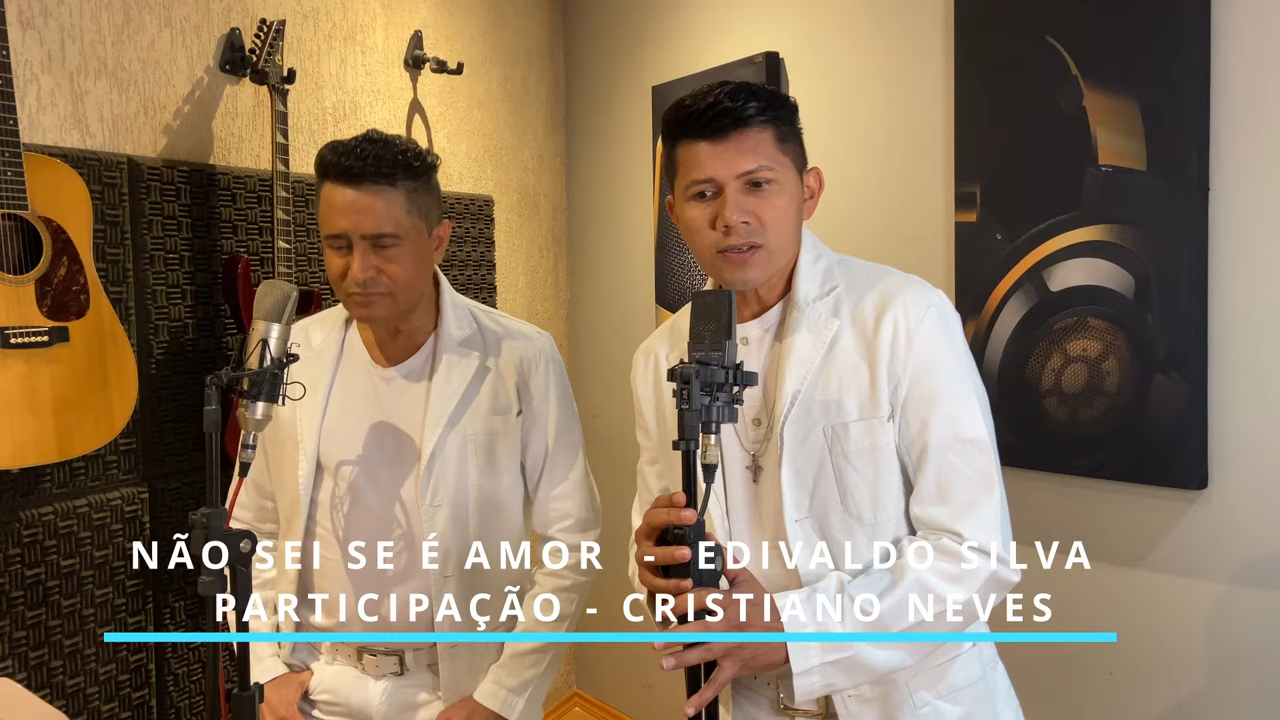 NÃO SEI SE É AMOR - EDIVALDO SILVA
PARTICIPAÇÃO - CRISTIANO NEVES